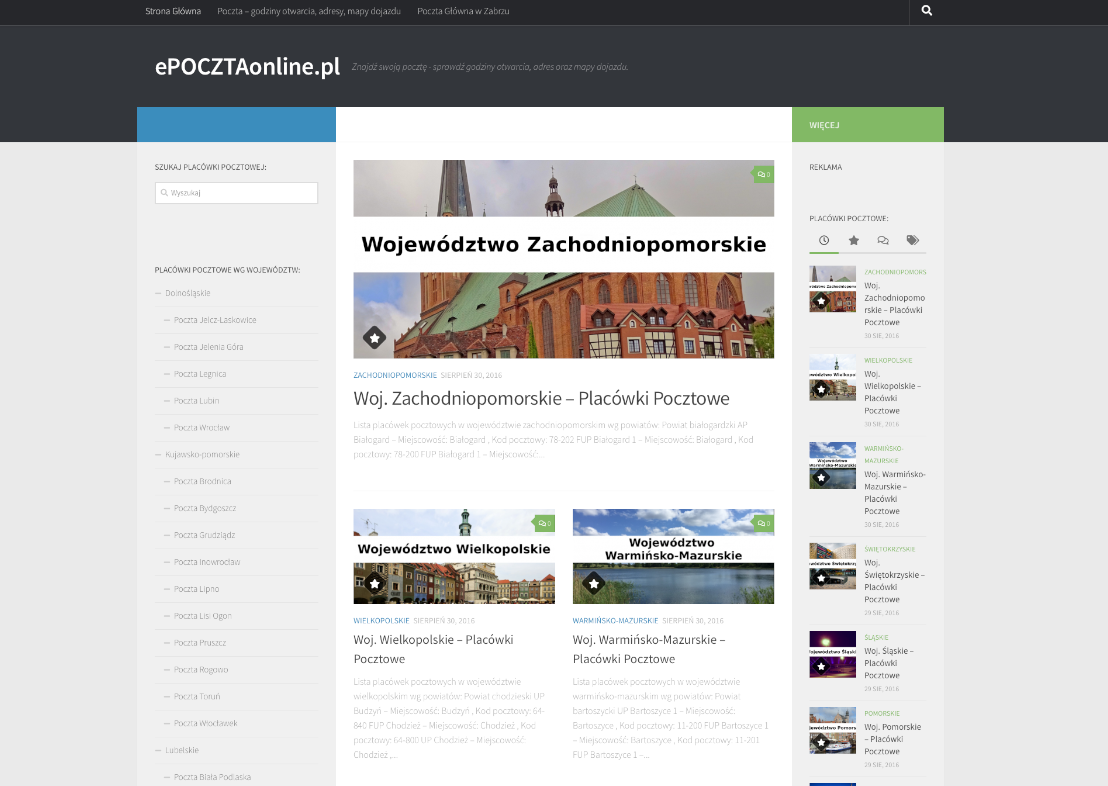 Strona Główna
Poczta – godziny otwarcia, adresy, mapy dojazdu
Poczta Główna w Zabrzu
ePOCZTAonline.pl
Znajdź swoją pocztę - sprawdź godziny otwarcia, adres oraz mapy dojazdu.
WIĘCEJ
SZUKAJ PLACÓWKI POCZTOWEJ:
Wyszukaj
PLACÓWKI POCZTOWE WG WOJEWÓDZTW:
Dolnośląskie
Poczta Jelcz-Laskowice
Poczta Jelenia Góra
Poczta Legnica
Poczta Lubin
Poczta Wrocław
Kujawsko-pomorskie
Poczta Brodnica
Poczta Bydgoszcz
Poczta Grudziądz
Poczta Inowrocław
Poczta Lipno
Poczta Lisi Ogon
Poczta Pruszcz
Poczta Rogowo
Poczta Toruń
Poczta Włocławek
Lubelskie
Poczta Biała Podlaska
0
Województwo Zachodniopomorskie
ZACHODNIOPOMORSKIE SIERPIEŃ 30, 2016
Woj. Zachodniopomorskie – Placówki Pocztowe
Lista placówek pocztowych w województwie zachodniopomorskim wg powiatów: Powiat białogardzki AP
Białogard – Miejscowość: Białogard , Kod pocztowy: 78-202 FUP Białogard 1 – Miejscowość: Białogard , Kod
pocztowy: 78-200 FUP Białogard 1 – Miejscowość:...
0
Województwo Wielkopolskie
WIELKOPOLSKIE SIERPIEŃ 30, 2016
Woj. Wielkopolskie – Placówki
Pocztowe
Lista placówek pocztowych w województwie
wielkopolskim wg powiatów: Powiat chodzieski UP
Budzyń – Miejscowość: Budzyń , Kod pocztowy: 64-
840 FUP Chodzież – Miejscowość: Chodzież , Kod
pocztowy: 64-800 UP Chodzież – Miejscowość:
Chodzież ,...
0
Województwo
Warmińsko-Mazurskie
WARMIŃSKO-MAZURSKIE SIERPIEŃ 30, 2016
Woj. Warmińsko-Mazurskie –
Placówki Pocztowe
Lista placówek pocztowych w województwie
warmińsko-mazurskim wg powiatów: Powiat
bartoszycki UP Bartoszyce 1 – Miejscowość:
Bartoszyce , Kod pocztowy: 11-200 FUP Bartoszyce 1
– Miejscowość: Bartoszyce , Kod pocztowy: 11-201
FUP Bartoszyce 1 –...
REKLAMA
PLACÓWKI POCZTOWE:
ZACHODNIOPOMORS
Woj.
Zachodniopomo
rskie – Placówki
Pocztowe
30 SIE, 2016
WIELKOPOLSKIE
Woj.
Wielkopolskie –
Placówki
Pocztowe
30 SIE, 2016
Województwo
Warmińsko-Mazurskie
WARMIŃSKO-
MAZURSKIE
Woj. Warmińsko-
Mazurskie –
Placówki
Pocztowe
30 SIE, 2016
ŚWIĘTOKRZYSKIE
Woj.
Świętokrzyskie –
Placówki
Pocztowe
29 SIE, 2016
ŚLĄSKIE
Woj. Śląskie –
Placówki
Pocztowe
29 SIE, 2016
POMORSKIE
Woj. Pomorskie
– Placówki
Pocztowe
29 SIE, 2016